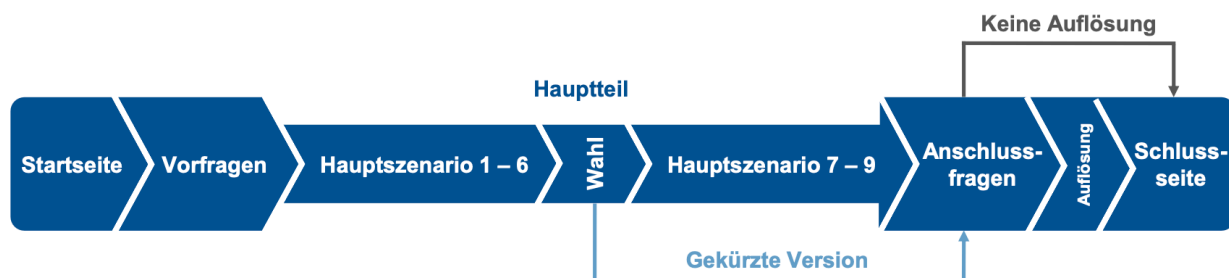 Keine Auflösung
Hauptteil
Startseite
Vorfragen
Hauptszenario 1 – 6
Wahl
Hauptszenario 7 – 9
Anschluss-
fragen
Auflösung
Schluss-
seite
Gekürzte Version